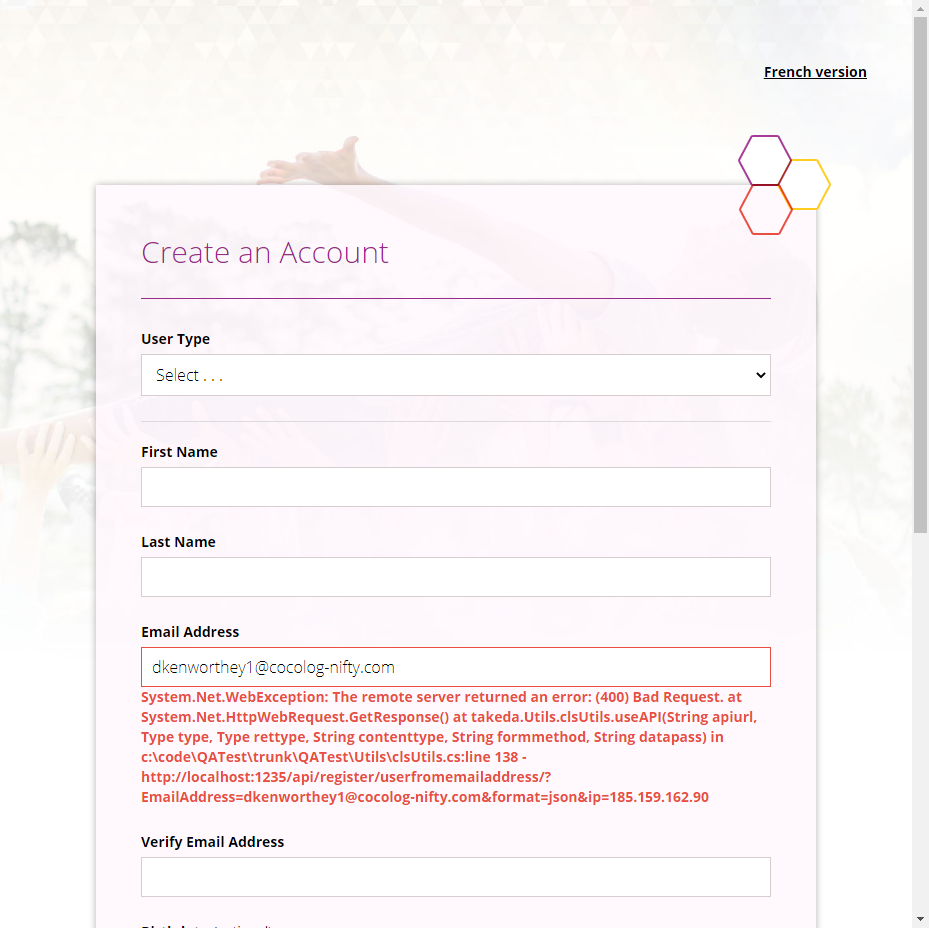 French version
Create an Account
User Type
Select . . .
First Name
Last Name
Email Address
dkenworthey1@cocolog-nifty.com
System.Net.WebException: The remote server returned an error: (400) Bad Request. at
System.Net.HttpWebRequest.GetResponse() at takeda.Utils.clsUtils.useAPI(String apiurl,
Type type, Type rettype, String contenttype, String formmethod, String datapass) in
c:\code\QATest\trunk\QATest\Utils\clsUtils.cs:line 138 -
http://localhost:1235/api/register/userfromemailaddress/?
EmailAddress=dkenworthey1@cocolog-nifty.com&format=json&ip=185.159.162.90
Verify Email Address